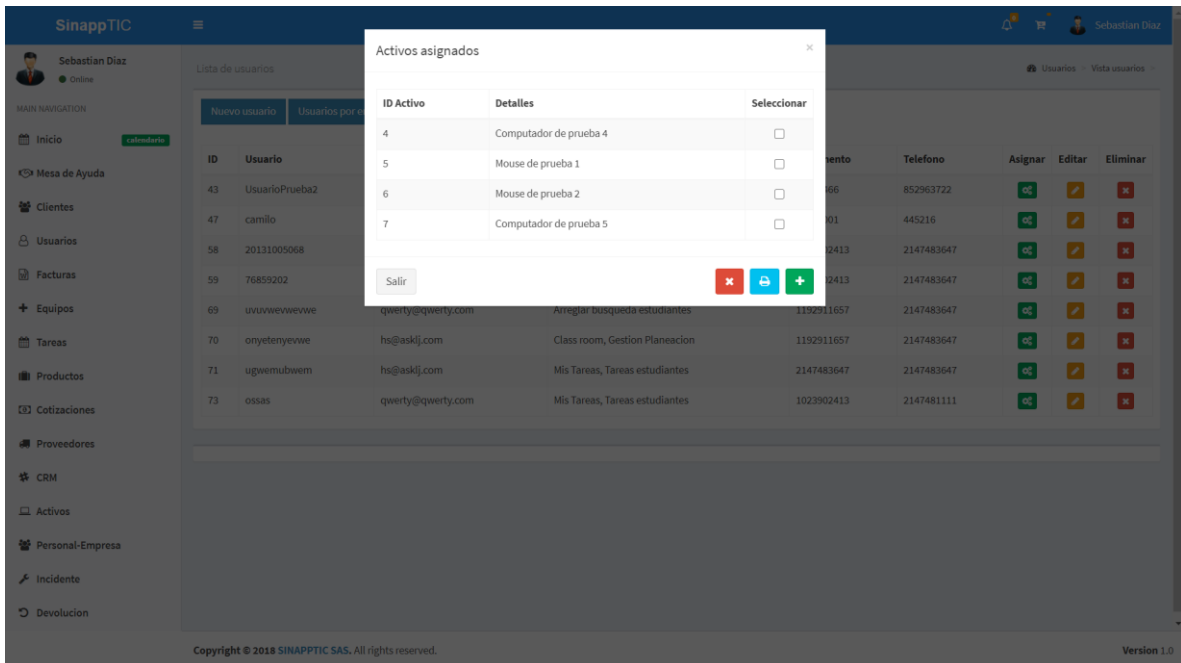 SinappTIC
Sebastian Diaz
Sebastian Diaz
Online
MAIN NAVIGATION
Inicio calendario
Mesa de Ayuda
Clientes
Usuarios
Facturas
Equipos
Tareas
Productos
Cotizaciones
Proveedores
CRM
Activos
Personal-Empresa
Incidente
Devolucion
Lista de usuarios
Usuarios Vista usuarios
Nuevo usuario Usuarios por
Activos asignados ×
ID Activo Detalles Seleccionar
4 Computador de prueba 4
5 Mouse de prueba 1
6 Mouse de prueba 2
7 Computador de prueba 5
Salir
ID Usuario Telefono Asignar Editar Eliminar
43 UsuarioPrueba2 852963722
47 camilo 445216
58 20131005068 2413 2147483647
59 76859202 2413 2147483647
69 uvuvwevwevwe qwerty@qwerty.com Arreglar busqueda estudiantes 1192911657 2147483647
70 onyetenyevwe hs@asklj.com Class room, Gestion Planeacion 1192911657 2147483647
71 ugwemubwem hs@asklj.com Mis Tareas, Tareas estudiantes 2147483647 2147483647
73 ossas qwerty@qwerty.com Mis Tareas, Tareas estudiantes 1023902413 2147481111
Copyright © 2018 SINAPPTIC SAS. All rights reserved.
Version 1.0